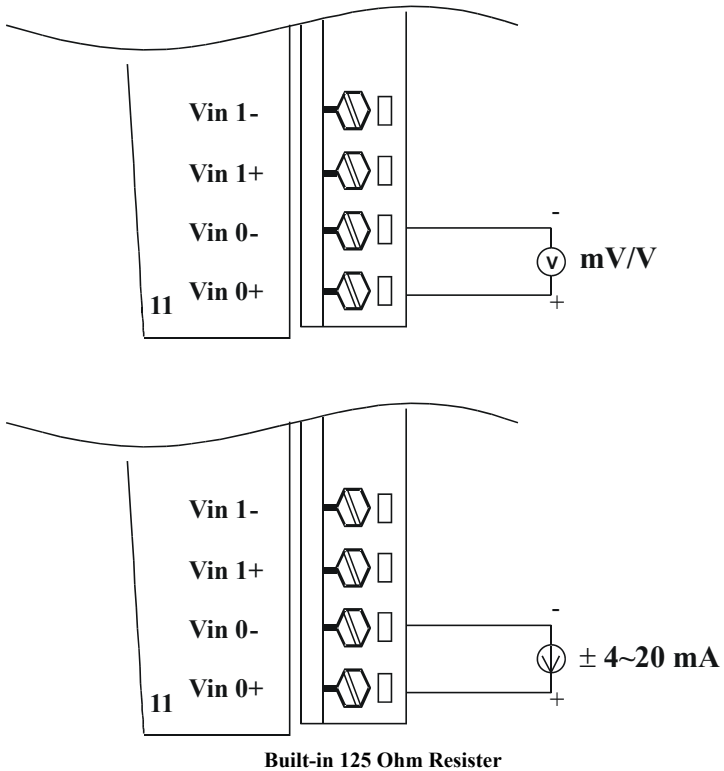 Vin 1-
Vin 1+
Vin 0-
Vin 0+
11
-
V
mV/V
+
Vin 1-
Vin 1+
Vin 0-
Vin 0+
11
-
± 4~20 mA
+
Built-in 125 Ohm Resister